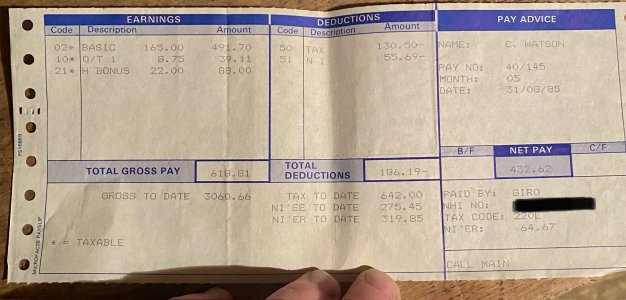 EARNINGS
Code Description Amount
02* BASIC 165.00 491.70
10* O/T 1 8.75 39.11
21* H BONUS 22.00 88.00
TOTAL GROSS PAY 618.81
GROSS TO DATE 3060.66
* = TAXABLE
DEDUCTIONS
Code Description Amount
50 TAX 130.50-
51 N I 55.69-
TOTAL DEDUCTIONS 186.19-
TAX TO DATE 642.00
NI'EE TO DATE 275.45
NI'ER TO DATE 319.85
PAY ADVICE
NAME: C. WATSON
PAY NO: 40/145
MONTH: 05
DATE: 31/08/85
B/F NET PAY C/F
432.62
PAID BY: GIRO
NHI NO:
TAX CODE: 220L
NI'ER: 64.67
CALL MAIN
MICROPACTS PAYSLIP